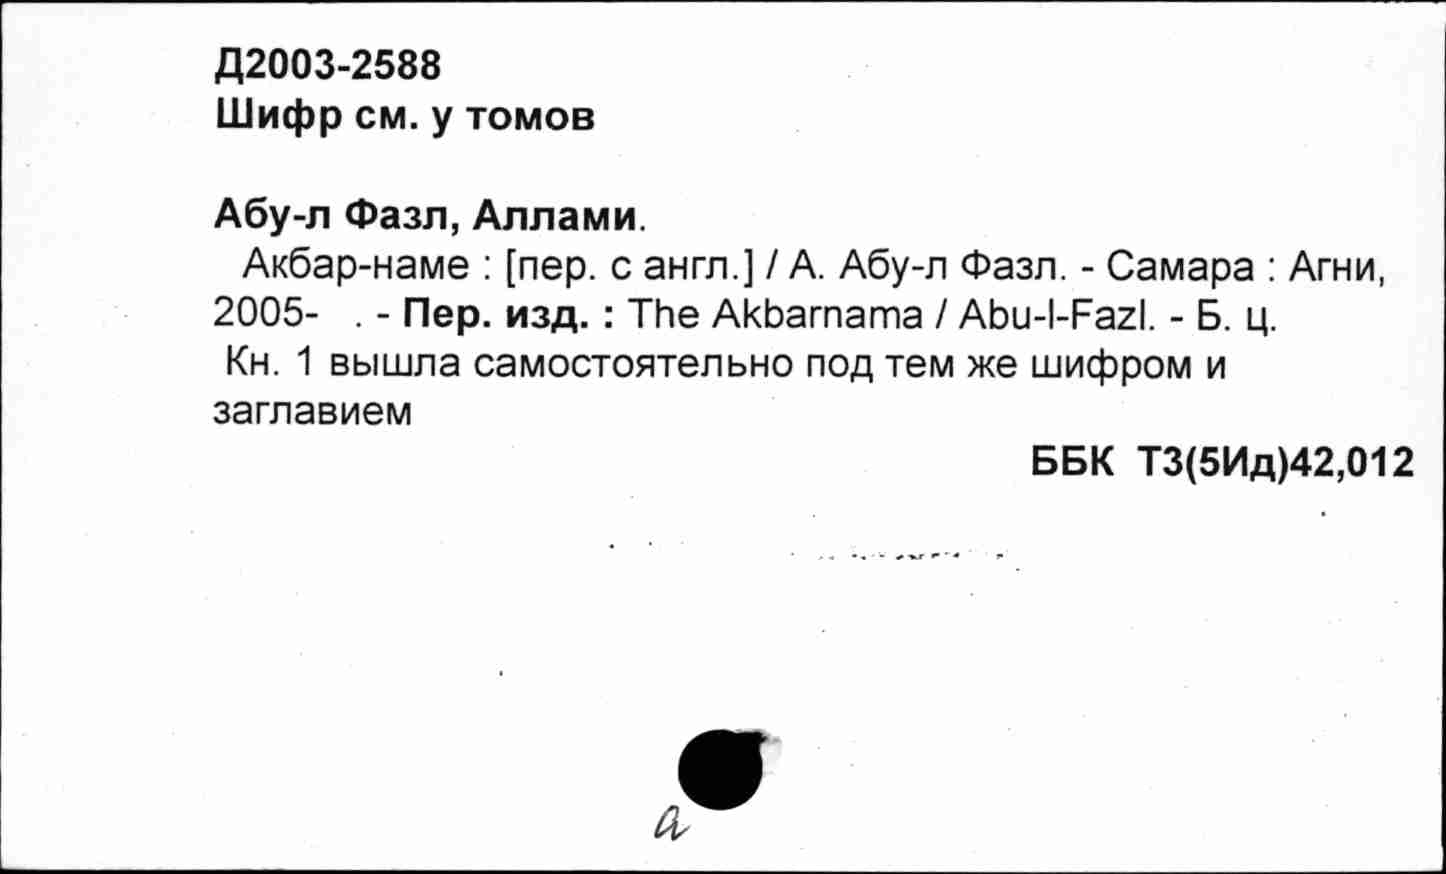 Д2003-2588
Шифр см. у томов
Абу-л Фазл, Аллами.
Акбар-наме : [пер. с англ.] / А. Абу-л Фазл. - Самара : Агни,
2005-   . - Пер. изд. : The Akbarnama / Abu-l-Fazl. - Б. ц.
Кн. 1 вышла самостоятельно под тем же шифром и
заглавием
ББК Т3(5Ид)42,012
а